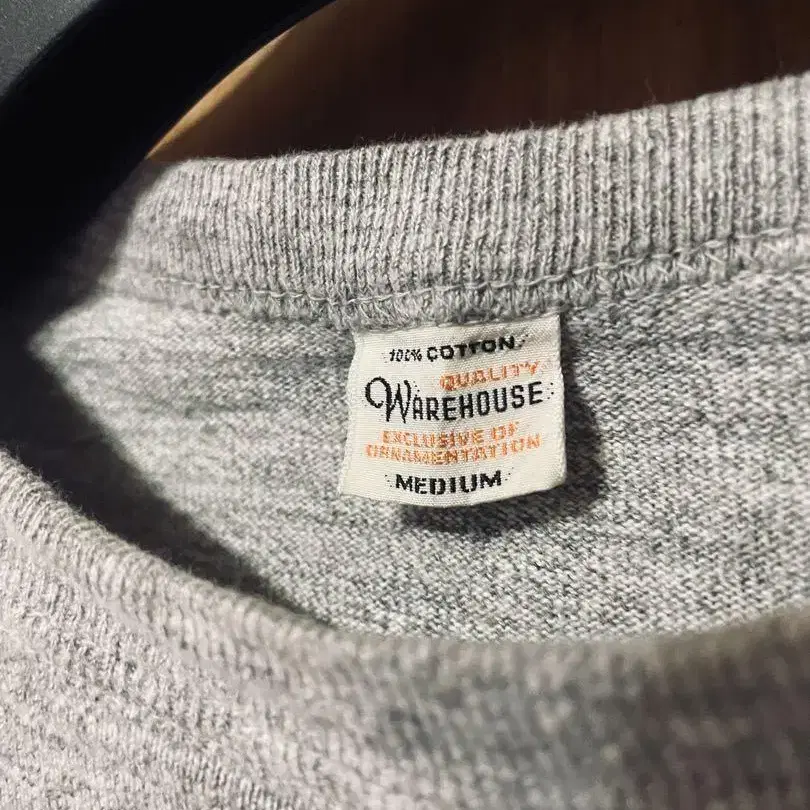 100% COTTON
QUALITY
WAREHOUSE
EXCLUSIVE OF
ORNAMENTATION
MEDIUM